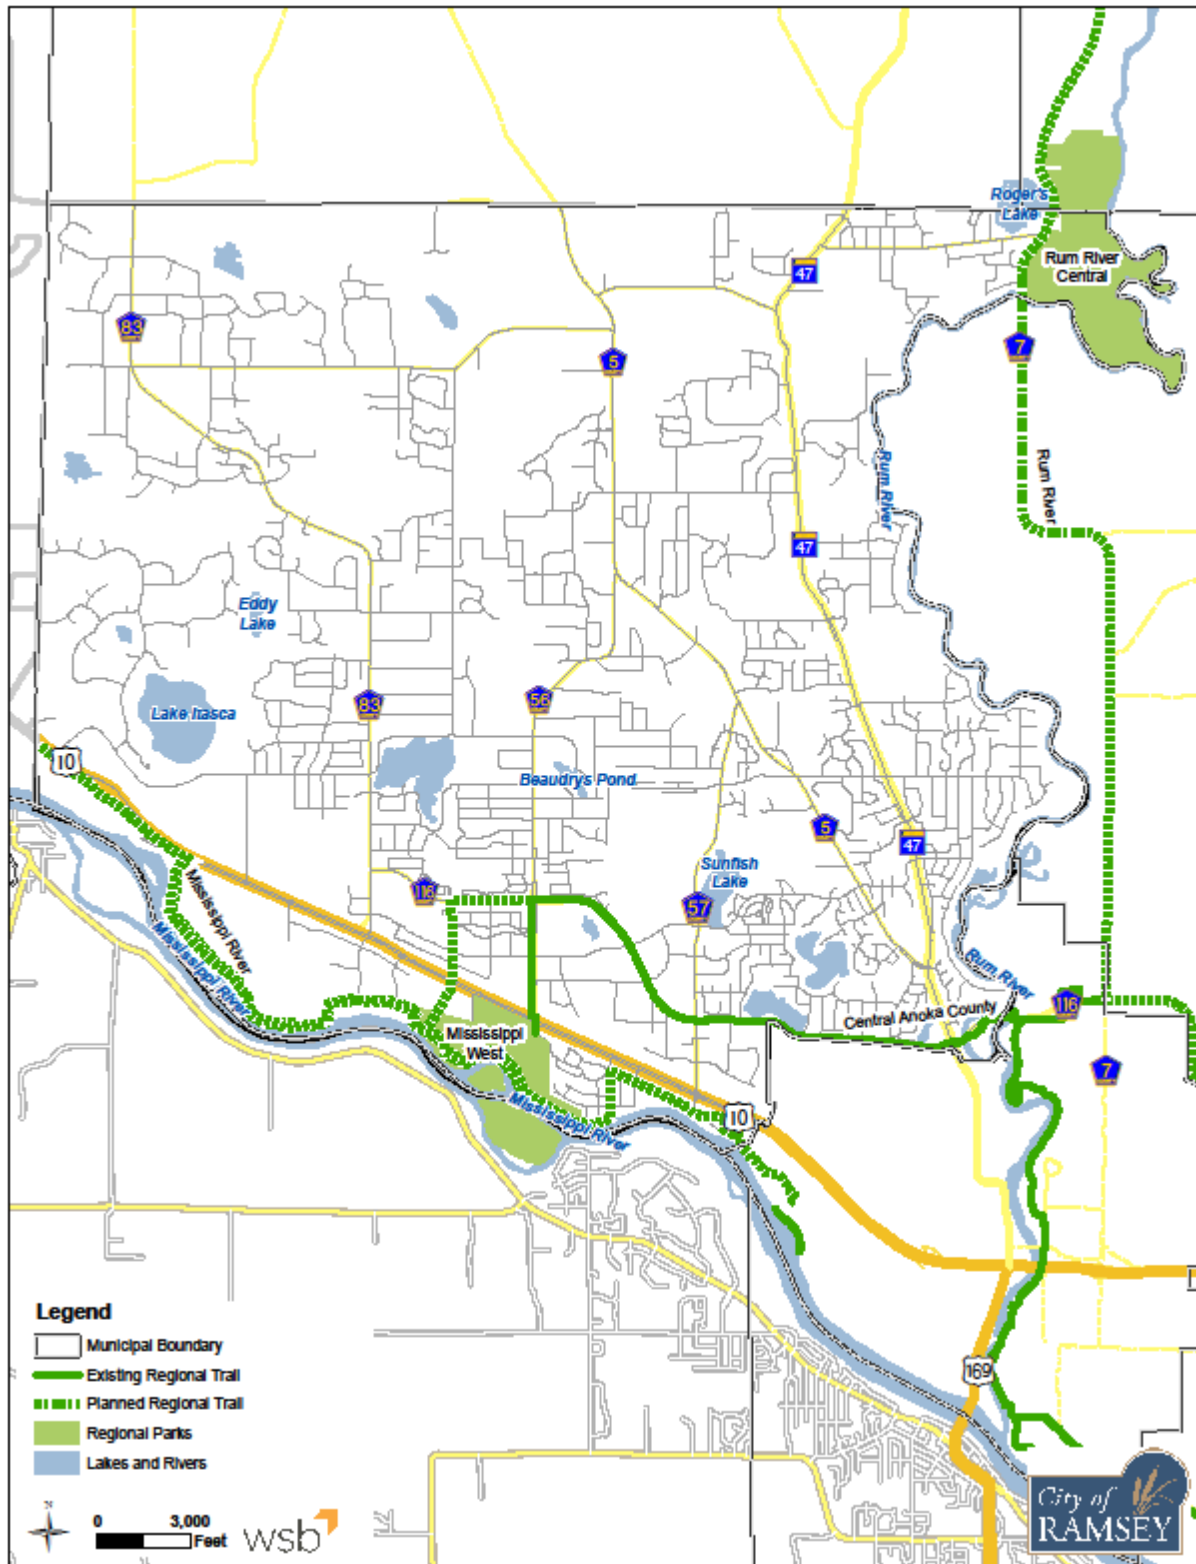 Roger's
Lake
Rum River
Central
47
83
7
5
Rum River
Rum River
47
Eddy
Lake
83
56
Lake Itasca
10
Beaudrys Pond
5
47
Sunfish
Lake
116
57
Mississippi River
Mississippi River
Rum River
116
Central Anoka County
Mississippi
West
7
Mississippi River
10
169
Legend
Municipal Boundary
Existing Regional Trail
Planned Regional Trail
Regional Parks
Lakes and Rivers
N
0 3,000
Feet
wsb
City of
RAMSEY